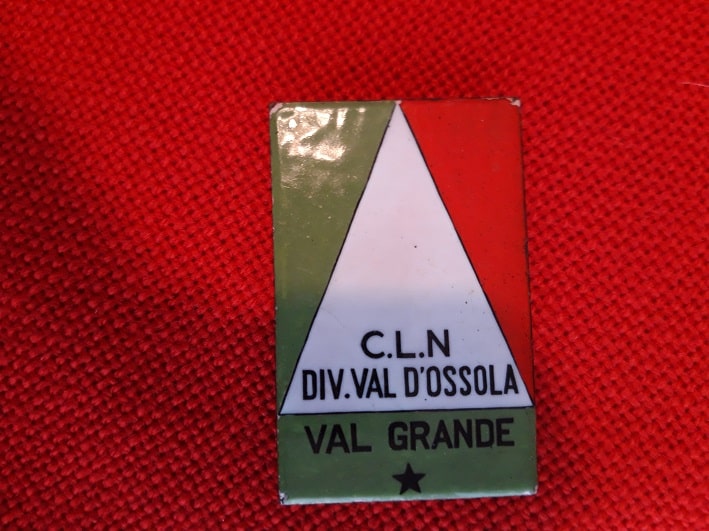 C.L.N
DIV. VAL D'OSSOLA
VAL GRANDE